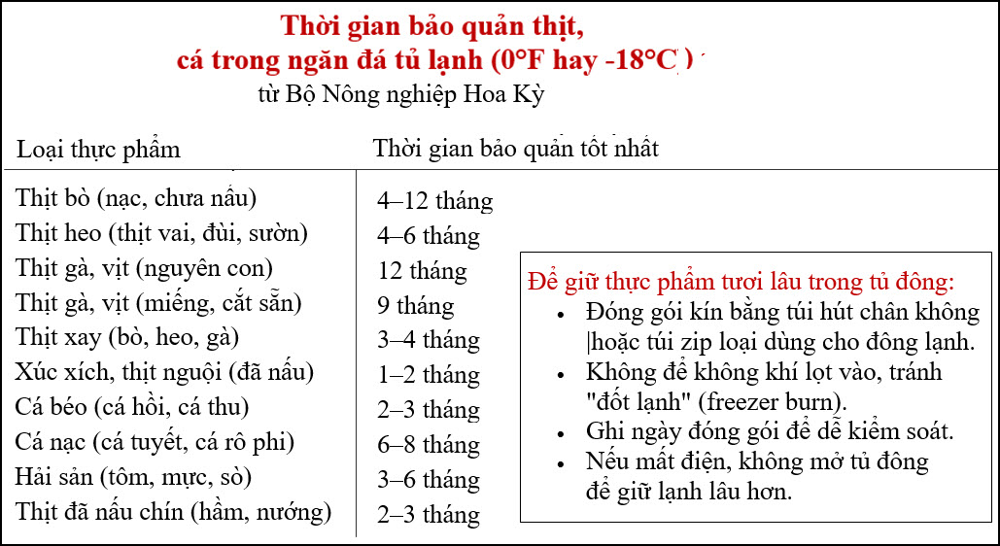 Thời gian bảo quản thịt,
cá trong ngăn đá tủ lạnh (0°F hay -18°C)
từ Bộ Nông nghiệp Hoa Kỳ
Loại thực phẩm Thời gian bảo quản tốt nhất
Thịt bò (nạc, chưa nấu) 4–12 tháng
Thịt heo (thịt vai, đùi, sườn) 4–6 tháng
Thịt gà, vịt (nguyên con) 12 tháng
Thịt gà, vịt (miếng, cắt sẵn) 9 tháng
Thịt xay (bò, heo, gà) 3–4 tháng
Xúc xích, thịt nguội (đã nấu) 1–2 tháng
Cá béo (cá hồi, cá thu) 2–3 tháng
Cá nạc (cá tuyết, cá rô phi) 6–8 tháng
Hải sản (tôm, mực, sò) 3–6 tháng
Thịt đã nấu chín (hầm, nướng) 2–3 tháng
Để giữ thực phẩm tươi lâu trong tủ đông:
• Đóng gói kín bằng túi hút chân không
|hoặc túi zip loại dùng cho đông lạnh.
• Không để không khí lọt vào, tránh
"đốt lạnh" (freezer burn).
• Ghi ngày đóng gói để dễ kiểm soát.
• Nếu mất điện, không mở tủ đông
để giữ lạnh lâu hơn.